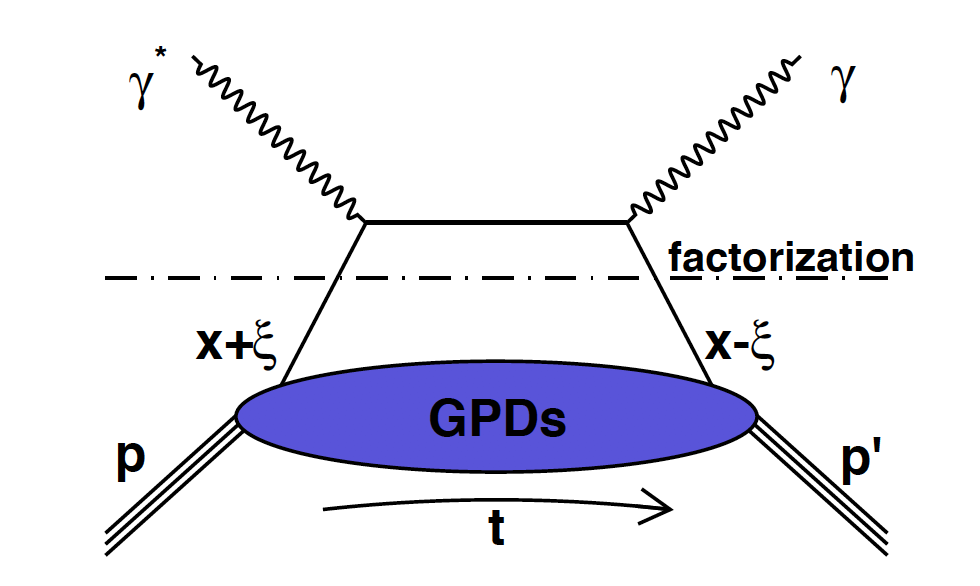 γ* γ
factorization
x+ξ x-ξ
GPDs
p p'
t